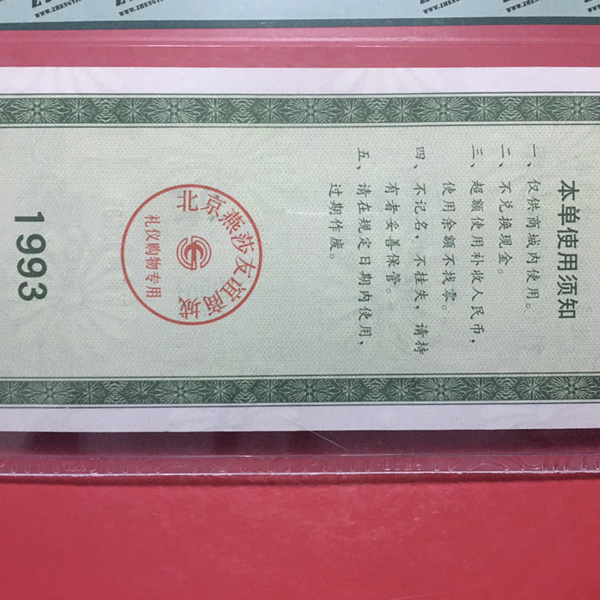 本单使用须知
一、仅供商城内使用。
二、不兑换现金。
三、超额使用补收人民币，
使用余额不找零。
四、不记名，不挂失，请持
有者妥善保管。
五、请在规定日期内使用，
过期作废。
北京燕莎友谊商城
礼仪购物专用
1993